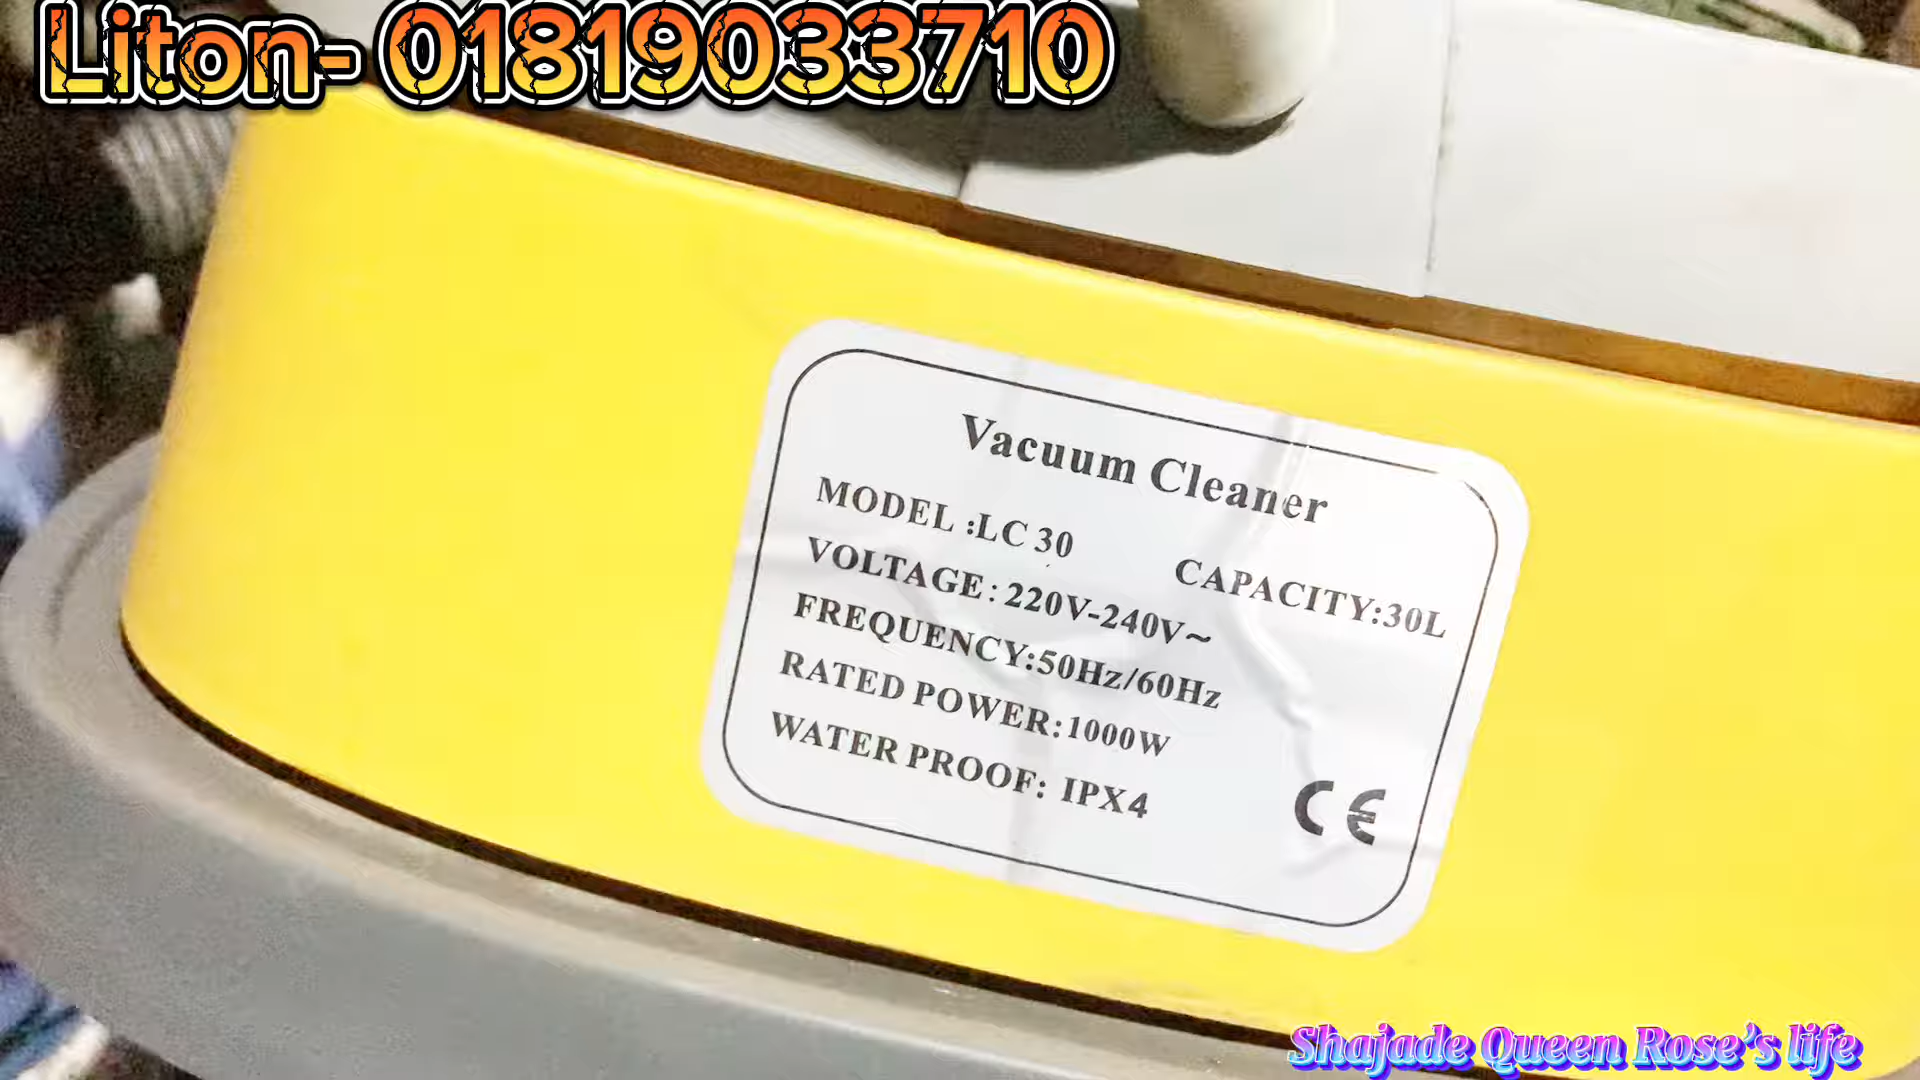 Liton- 01819033710
Vacuum Cleaner
MODEL :LC 30
CAPACITY:30L
VOLTAGE: 220V-240V~
FREQUENCY:50Hz/60Hz
RATED POWER:1000W
WATER PROOF: IPX4
CE
Shajade Queen Rose's life